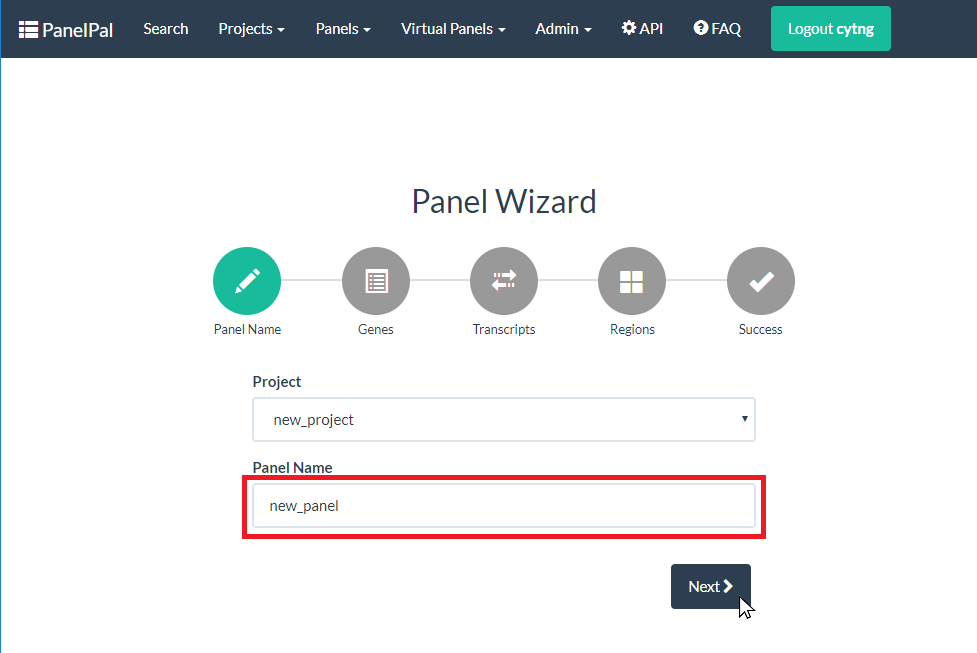 PanelPal Search Projects Panels Virtual Panels Admin API FAQ Logout cytng
Panel Wizard
Panel Name Genes Transcripts Regions Success
Project
new_project
Panel Name
new_panel
Next